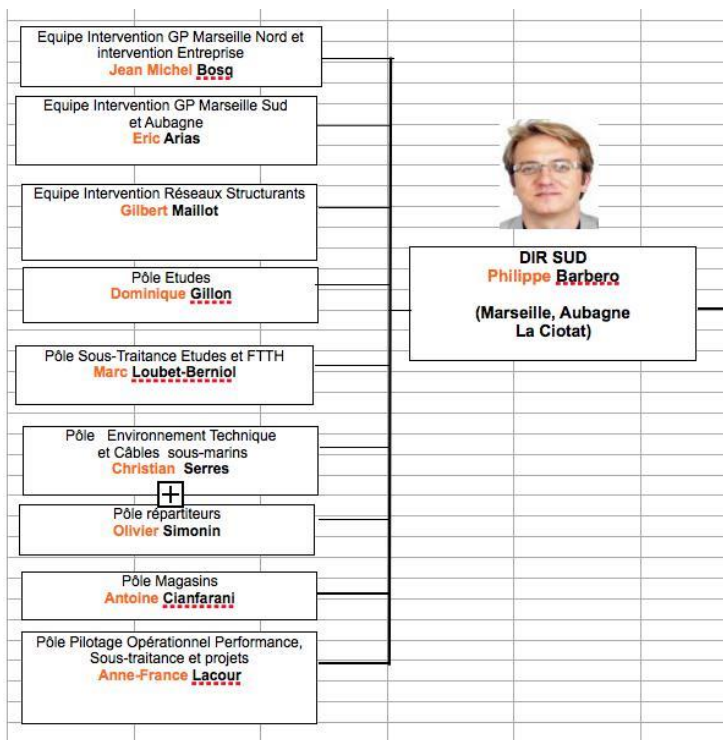 Equipe Intervention GP Marseille Nord et
intervention Entreprise
Jean Michel Bosq
Equipe Intervention GP Marseille Sud
et Aubagne
Eric Arias
Equipe Intervention Réseaux Structurants
Gilbert Maillot
Pôle Etudes
Dominique Gillon
Pôle Sous-Traitance Etudes et FTTH
Marc Loubet-Berniol
Pôle Environnement Technique
et Câbles sous-marins
Christian Serres
Pôle répartiteurs
Olivier Simonin
Pôle Magasins
Antoine Cianfarani
Pôle Pilotage Opérationnel Performance,
Sous-traitance et projets
Anne-France Lacour
DIR SUD
Philippe Barbero
(Marseille, Aubagne
La Ciotat)